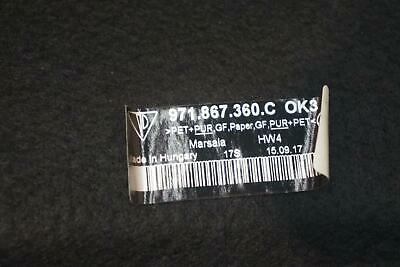 971.867.360.C OK3
>PET+PUR,GF,Paper,GF,PUR+PET<
Marsala HW4
Made In Hungary 17S 15.09.17